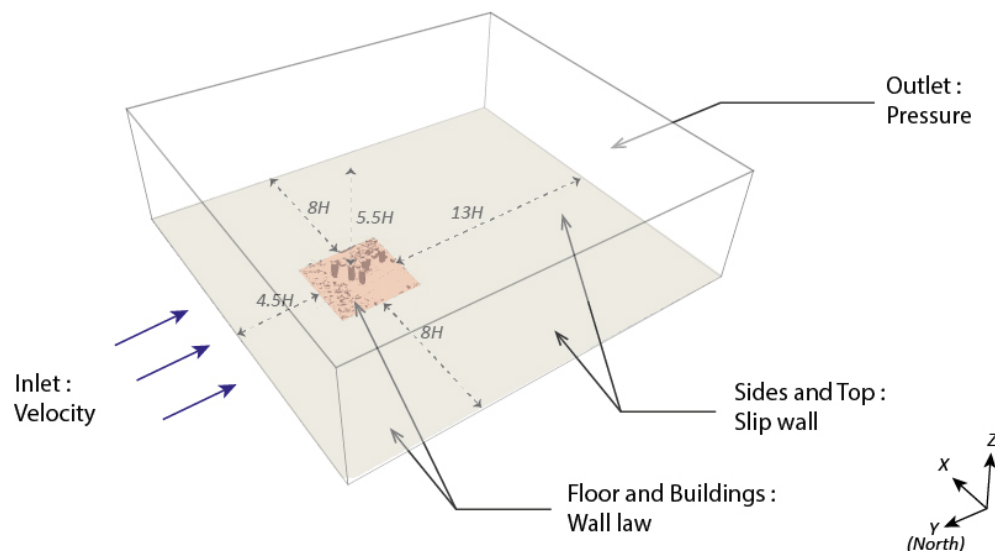 Outlet :
Pressure
8H
5.5H
13H
4.5H
8H
Inlet :
Velocity
Sides and Top :
Slip wall
Floor and Buildings :
Wall law
Z
X
Y
(North)